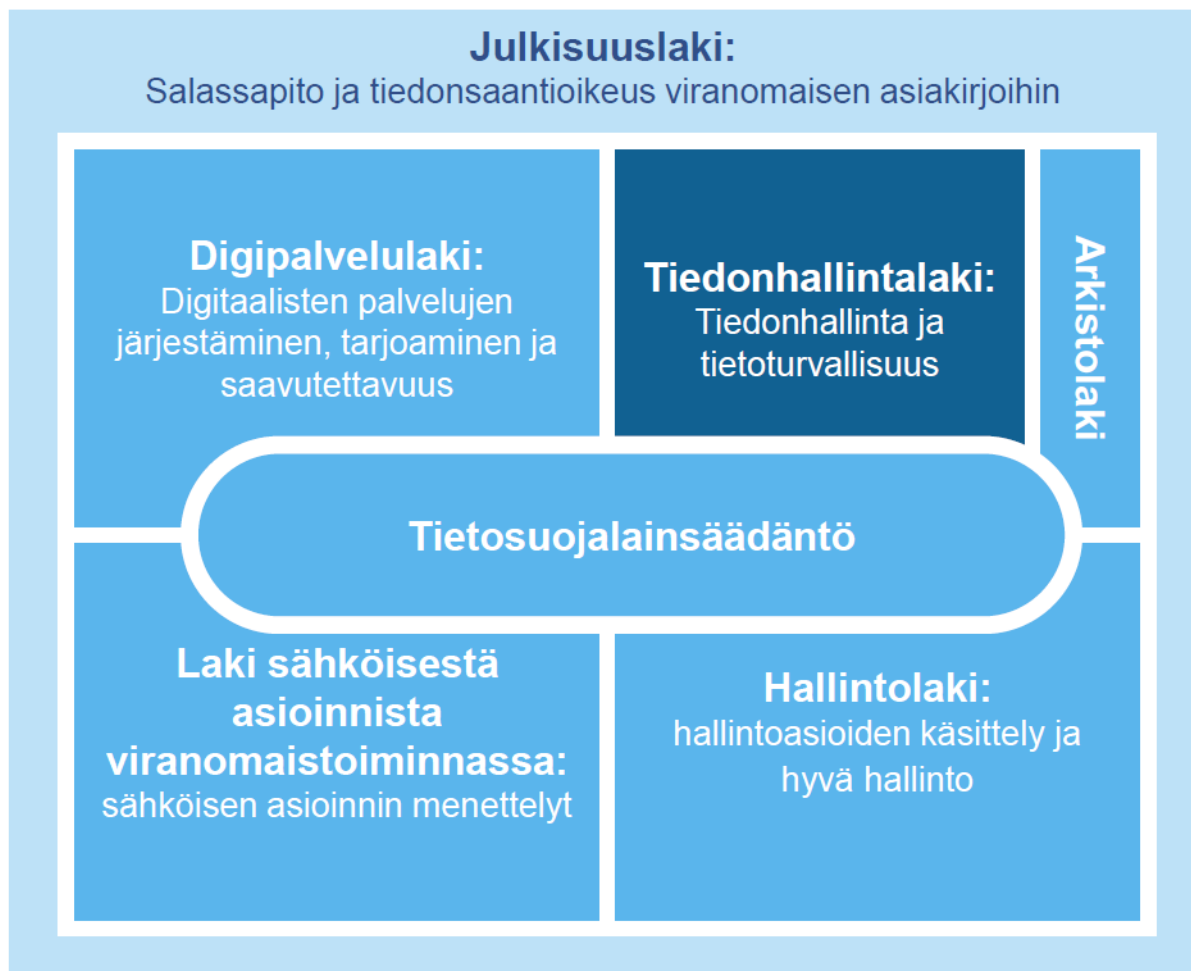 Julkisuuslaki:
Salassapito ja tiedonsaantioikeus viranomaisen asiakirjoihin
Digipalvelulaki:
Digitaalisten palvelujen
järjestäminen, tarjoaminen ja
saavutettavuus
Tiedonhallintalaki:
Tiedonhallinta ja
tietoturvallisuus
Arkistolaki
Tietosuojalainsäädäntö
Laki sähköisestä
asioinnista
viranomaistoiminnassa:
sähköisen asioinnin menettelyt
Hallintolaki:
hallintoasioiden käsittely ja
hyvä hallinto